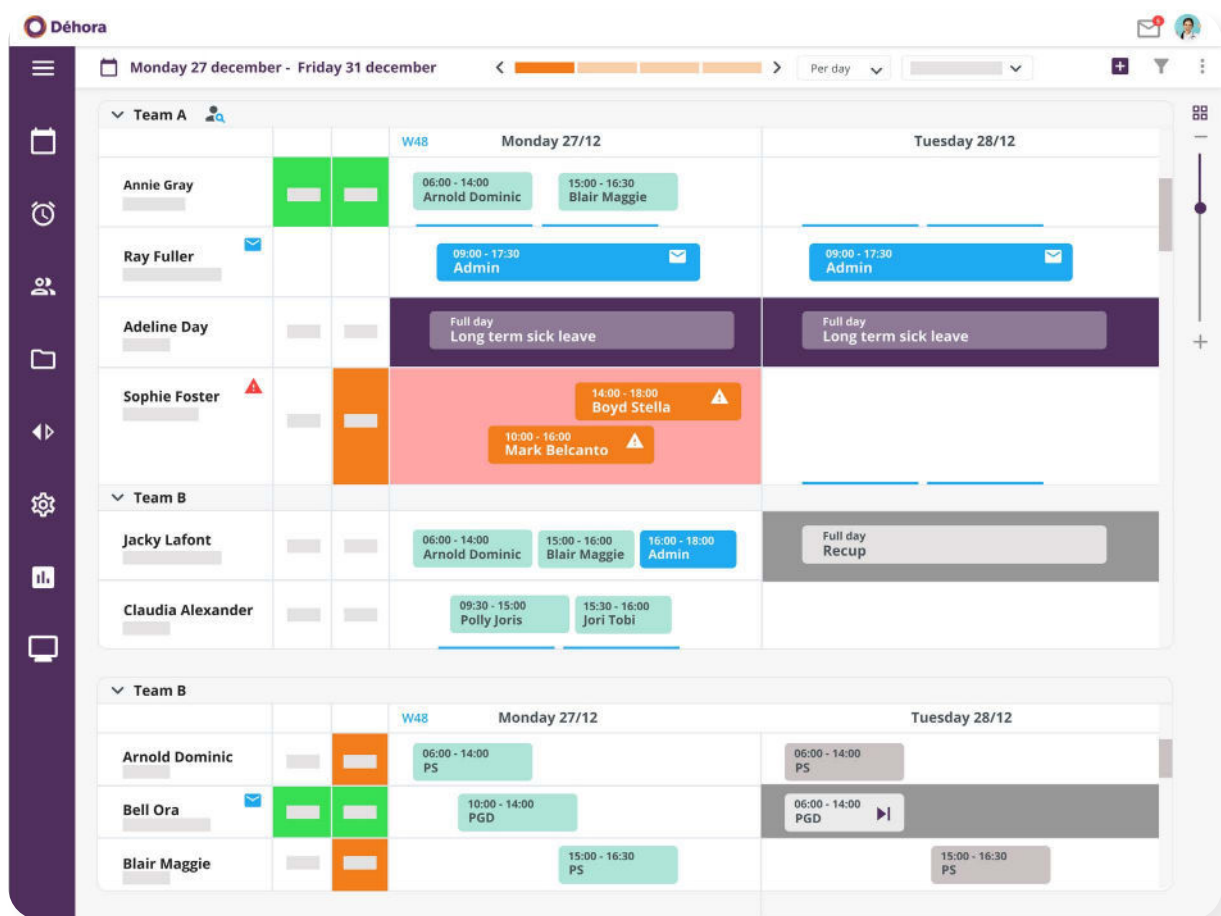 Déhora
Monday 27 december - Friday 31 december
Per day
Team A
W48
Monday 27/12
Tuesday 28/12
Annie Gray
06:00 - 14:00
Arnold Dominic
15:00 - 16:30
Blair Maggie
Ray Fuller
09:00 - 17:30
Admin
09:00 - 17:30
Admin
Adeline Day
Full day
Long term sick leave
Full day
Long term sick leave
Sophie Foster
14:00 - 18:00
Boyd Stella
10:00 - 16:00
Mark Belcanto
Team B
Jacky Lafont
06:00 - 14:00
Arnold Dominic
15:00 - 16:00
Blair Maggie
16:00 - 18:00
Admin
Full day
Recup
Claudia Alexander
09:30 - 15:00
Polly Joris
15:30 - 16:00
Jori Tobi
Team B
W48
Monday 27/12
Tuesday 28/12
Arnold Dominic
06:00 - 14:00
PS
06:00 - 14:00
PS
Bell Ora
10:00 - 14:00
PGD
06:00 - 14:00
PGD
Blair Maggie
15:00 - 16:30
PS
15:00 - 16:30
PS